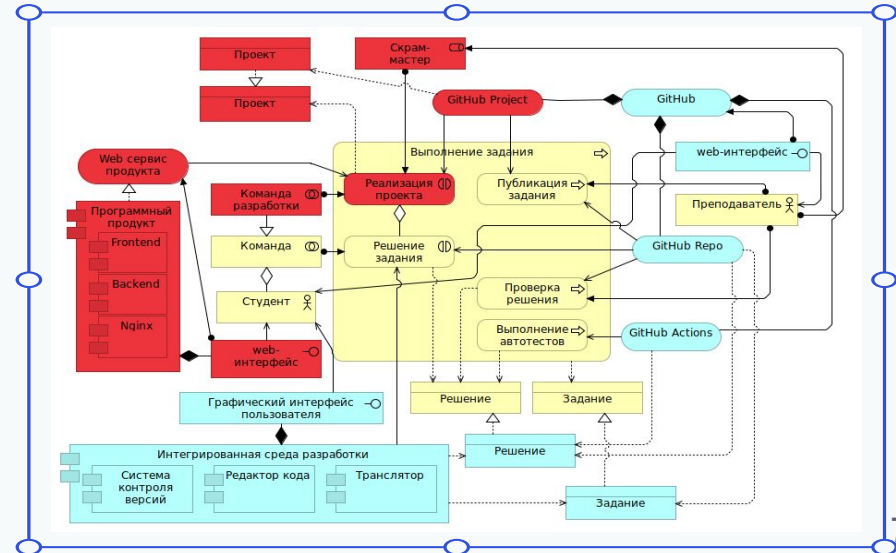 Проект
Скрам-
мастер
Проект
GitHub Project
GitHub
Выполнение задания
web-интерфейс
Web сервис
продукта
Реализация
проекта
Публикация
задания
Команда
разработки
Преподаватель
Программный
продукт
Frontend
Backend
Nginx
Команда
Решение
задания
GitHub Repo
Проверка
решения
Студент
Выполнение
автотестов
GitHub Actions
web-
интерфейс
Графический интерфейс
пользователя
Решение
Задание
Интегрированная среда разработки
Система
контроля
версий
Редактор кода
Транслятор
Решение
Задание